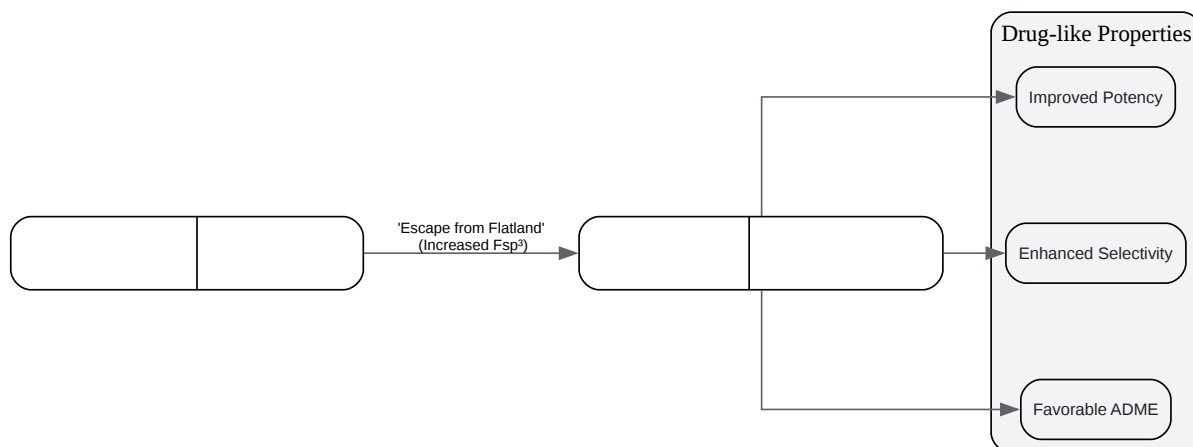 Drug-like Properties
Improved Potency
'Escape from Flatland'
(Increased Fsp³)
Enhanced Selectivity
Favorable ADME